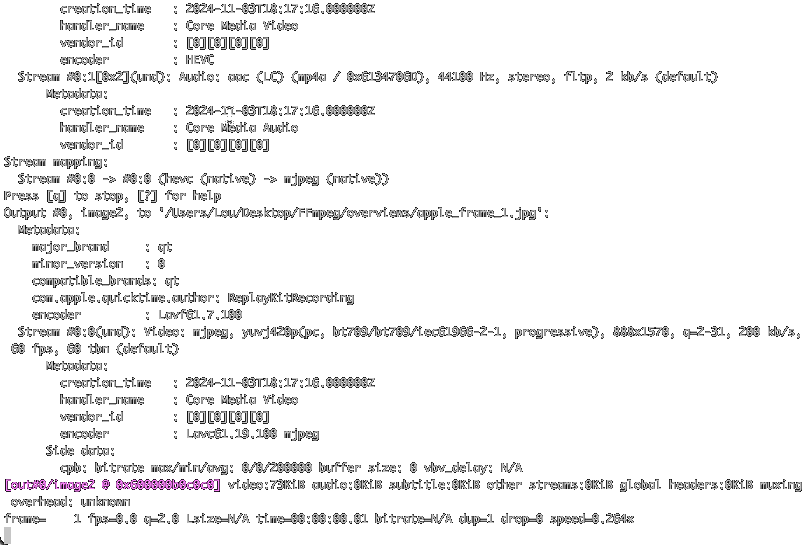 creation_time : 2024-11-03T18:17:16.000000Z
handler_name : Core Media Video
vendor_id : [0][0][0][0]
encoder : HEVC
Stream #0:1[0x2](und): Audio: aac (LC) (mp4a / 0x6134706D), 44100 Hz, stereo, fltp, 2 kb/s (default)
Metadata:
creation_time : 2024-11-03T18:17:16.000000Z
handler_name : Core Media Audio
vendor_id : [0][0][0][0]
Stream mapping:
Stream #0:0 -> #0:0 (hevc (native) -> mjpeg (native))
Press [q] to stop, [?] for help
Output #0, image2, to '/Users/Lou/Desktop/FFmpeg/overviews/apple_frame_1.jpg':
Metadata:
major_brand : qt
minor_version : 0
compatible_brands: qt
com.apple.quicktime.author: ReplayKitRecording
encoder : Lavf61.7.100
Stream #0:0(und): Video: mjpeg, yuvj420p(pc, bt709/bt709/iec61966-2-1, progressive), 888x1570, q=2-31, 200 kb/s,
60 fps, 60 tbn (default)
Metadata:
creation_time : 2024-11-03T18:17:16.000000Z
handler_name : Core Media Video
vendor_id : [0][0][0][0]
encoder : Lavc61.19.100 mjpeg
Side data:
cpb: bitrate max/min/avg: 0/0/200000 buffer size: 0 vbv_delay: N/A
[out#0/image2 @ 0x600000b0c0c0] video:73KiB audio:0KiB subtitle:0KiB other streams:0KiB global headers:0KiB muxing
overhead: unknown
frame= 1 fps=0.0 q=2.0 Lsize=N/A time=00:00:00.01 bitrate=N/A dup=1 drop=0 speed=0.264x